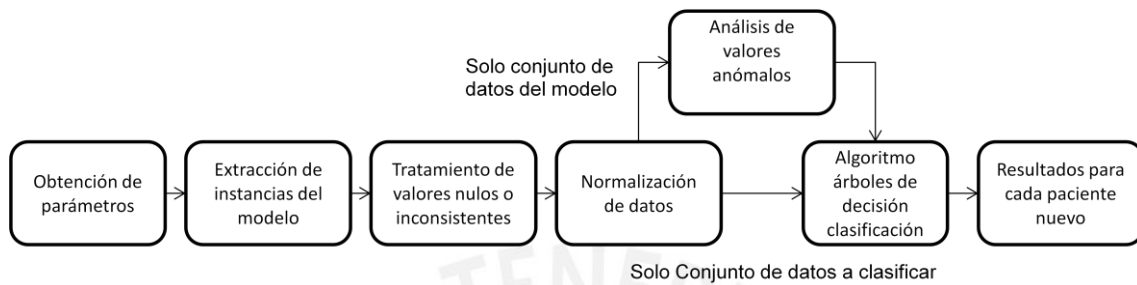 Análisis de
valores
anómalos
Solo conjunto de
datos del modelo
Obtención de
parámetros
Extracción de
instancias del
modelo
Tratamiento de
valores nulos o
inconsistentes
Normalización
de datos
Algoritmo
árboles de
decisión
clasificación
Resultados para
cada paciente
nuevo
Solo Conjunto de datos a clasificar